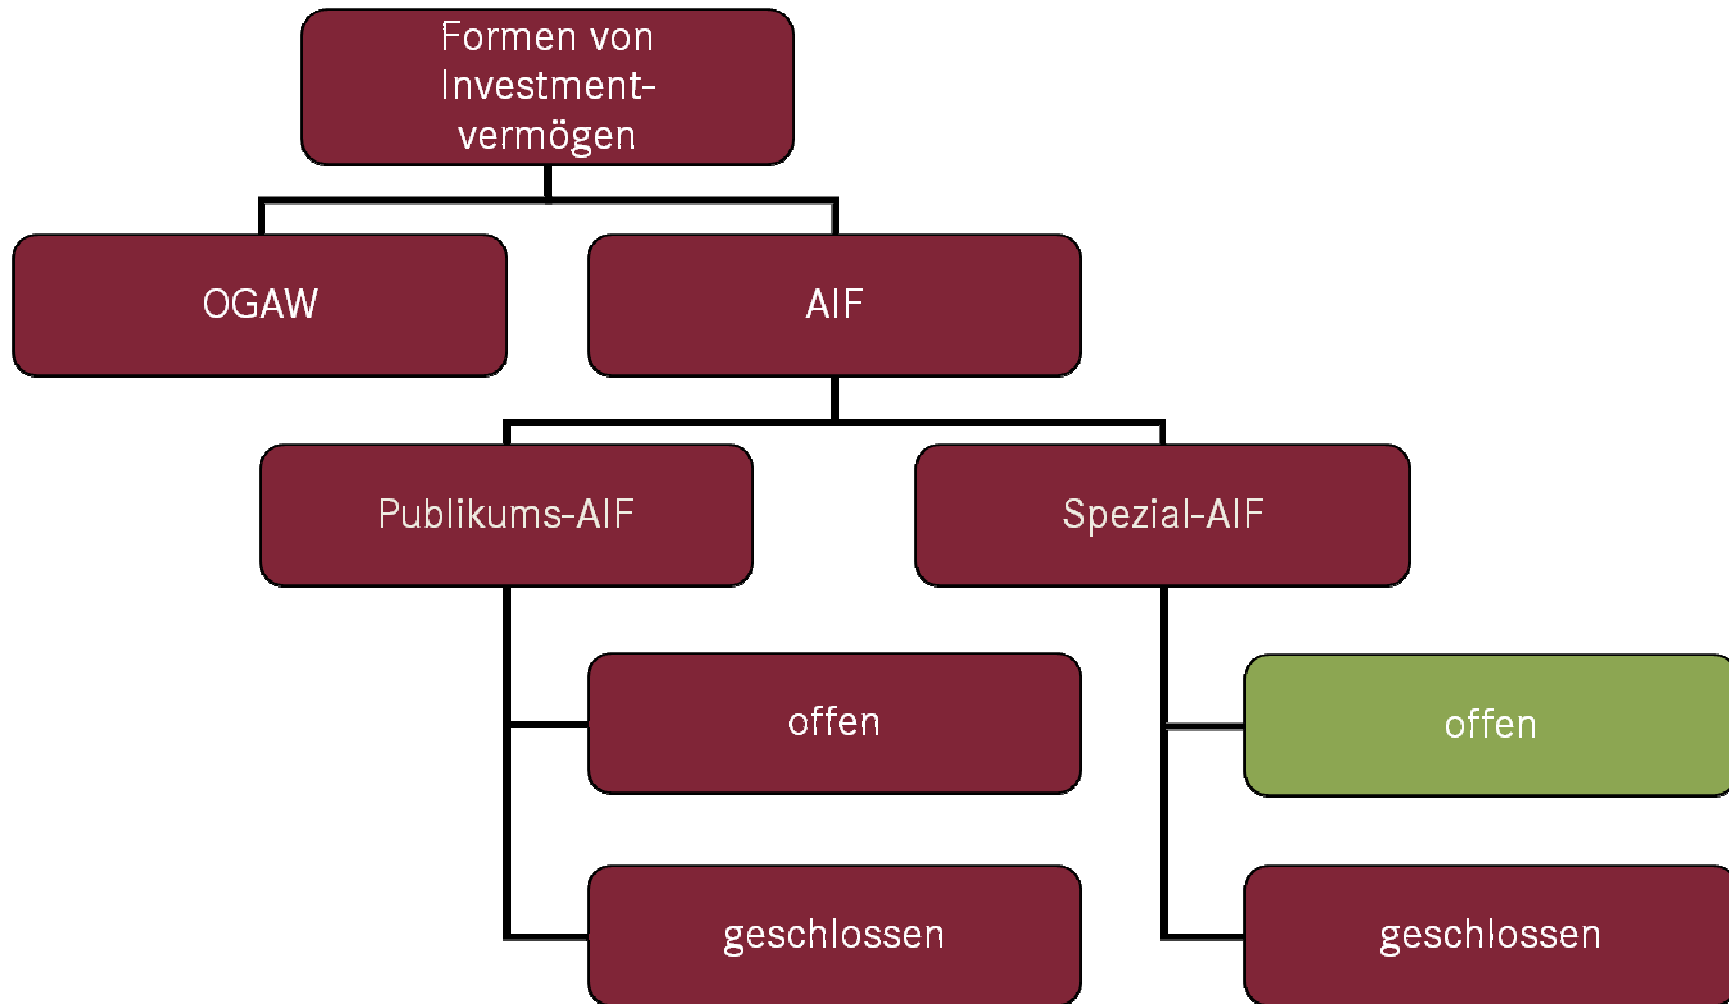 Formen von
Investment-
vermögen
OGAW
AIF
Publikums-AIF
Spezial-AIF
offen
offen
geschlossen
geschlossen